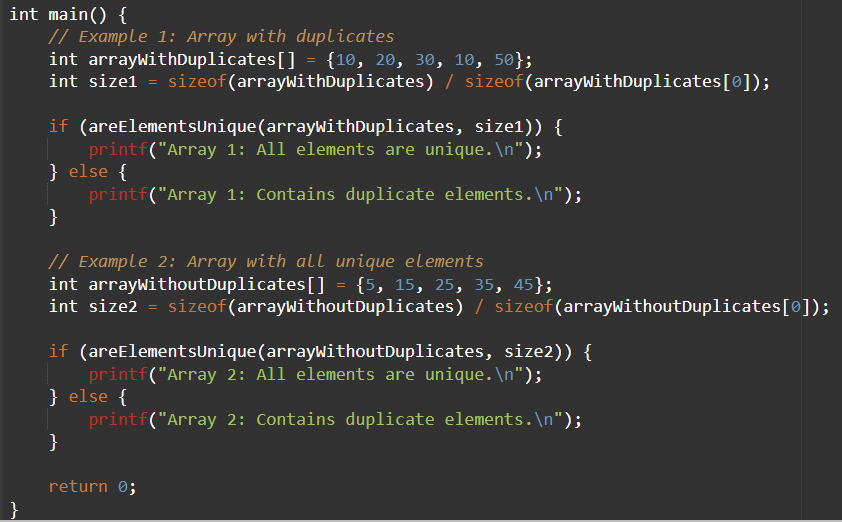 int main() {
    // Example 1: Array with duplicates
    int arrayWithDuplicates[] = {10, 20, 30, 10, 50};
    int size1 = sizeof(arrayWithDuplicates) / sizeof(arrayWithDuplicates[0]);

    if (areElementsUnique(arrayWithDuplicates, size1)) {
        printf("Array 1: All elements are unique.\n");
    } else {
        printf("Array 1: Contains duplicate elements.\n");
    }

    // Example 2: Array with all unique elements
    int arrayWithoutDuplicates[] = {5, 15, 25, 35, 45};
    int size2 = sizeof(arrayWithoutDuplicates) / sizeof(arrayWithoutDuplicates[0]);

    if (areElementsUnique(arrayWithoutDuplicates, size2)) {
        printf("Array 2: All elements are unique.\n");
    } else {
        printf("Array 2: Contains duplicate elements.\n");
    }

    return 0;
}